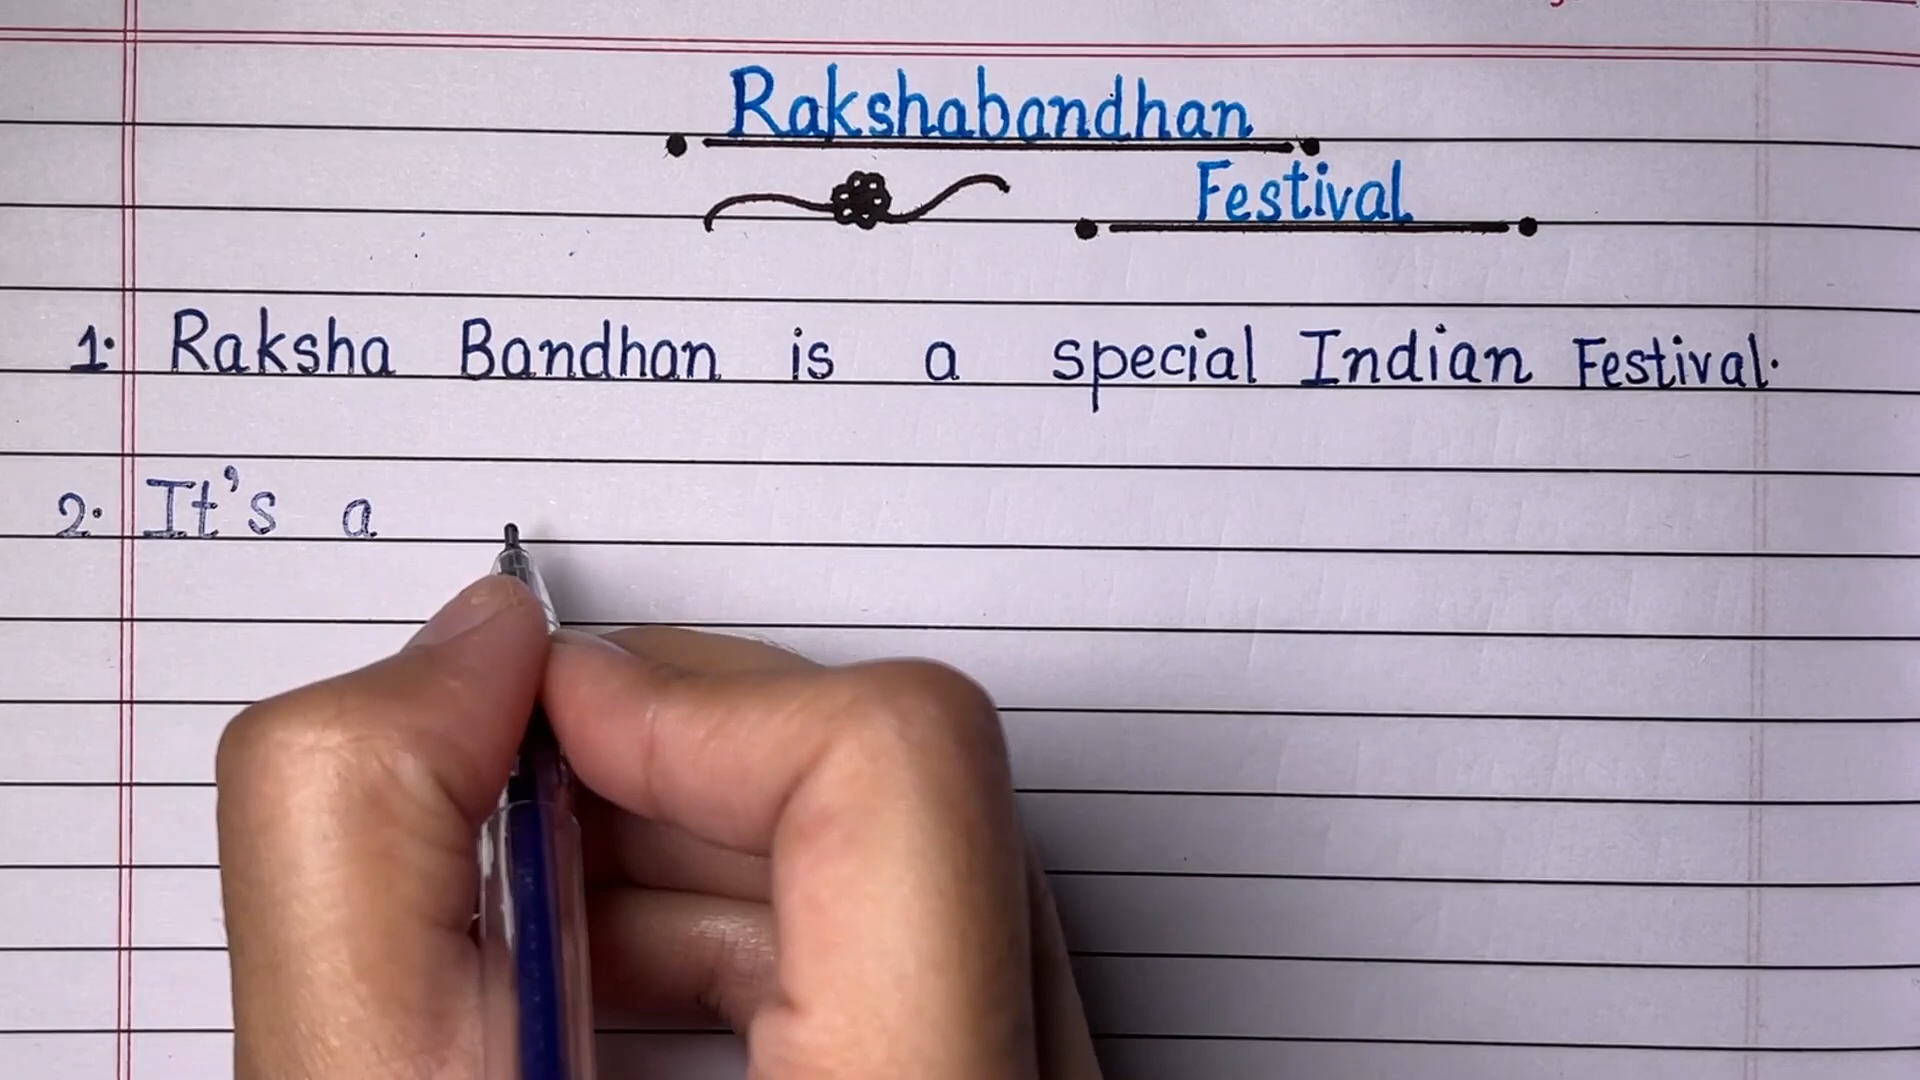 Rakshabandhan
Festival
1. Raksha Bandhan is a special Indian Festival.
2. It's a